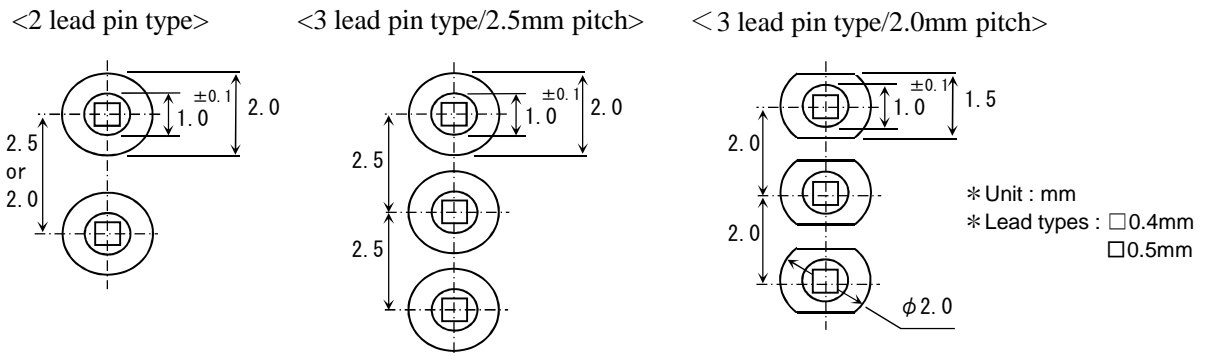 <2 lead pin type>
<3 lead pin type/2.5mm pitch>
<3 lead pin type/2.0mm pitch>
±0.1
1.0
2.0
2.5
or
2.0
±0.1
1.0
2.0
2.5
2.5
±0.1
1.0
1.5
2.0
2.0
φ2.0
*Unit : mm
*Lead types : □0.4mm
□0.5mm